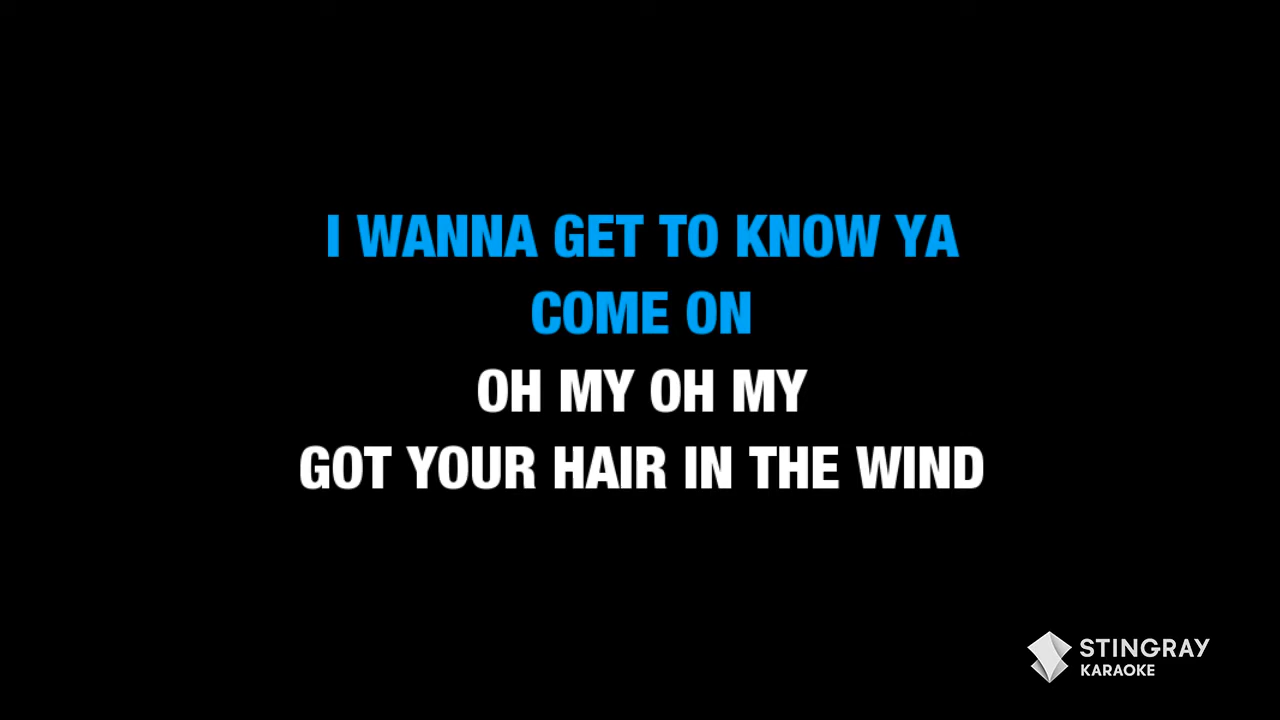 I WANNA GET TO KNOW YA
COME ON
OH MY OH MY
GOT YOUR HAIR IN THE WIND
STINGRAY
KARAOKE